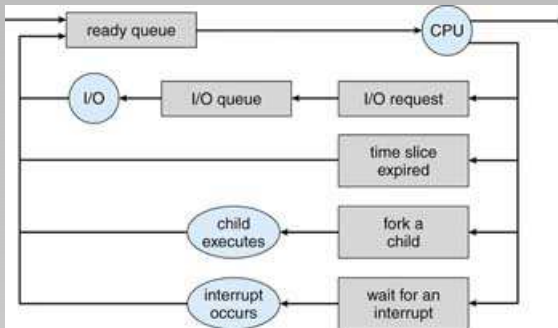 ready queue
CPU
I/O
I/O queue
I/O request
time slice
expired
child
executes
fork a
child
interrupt
occurs
wait for an
interrupt